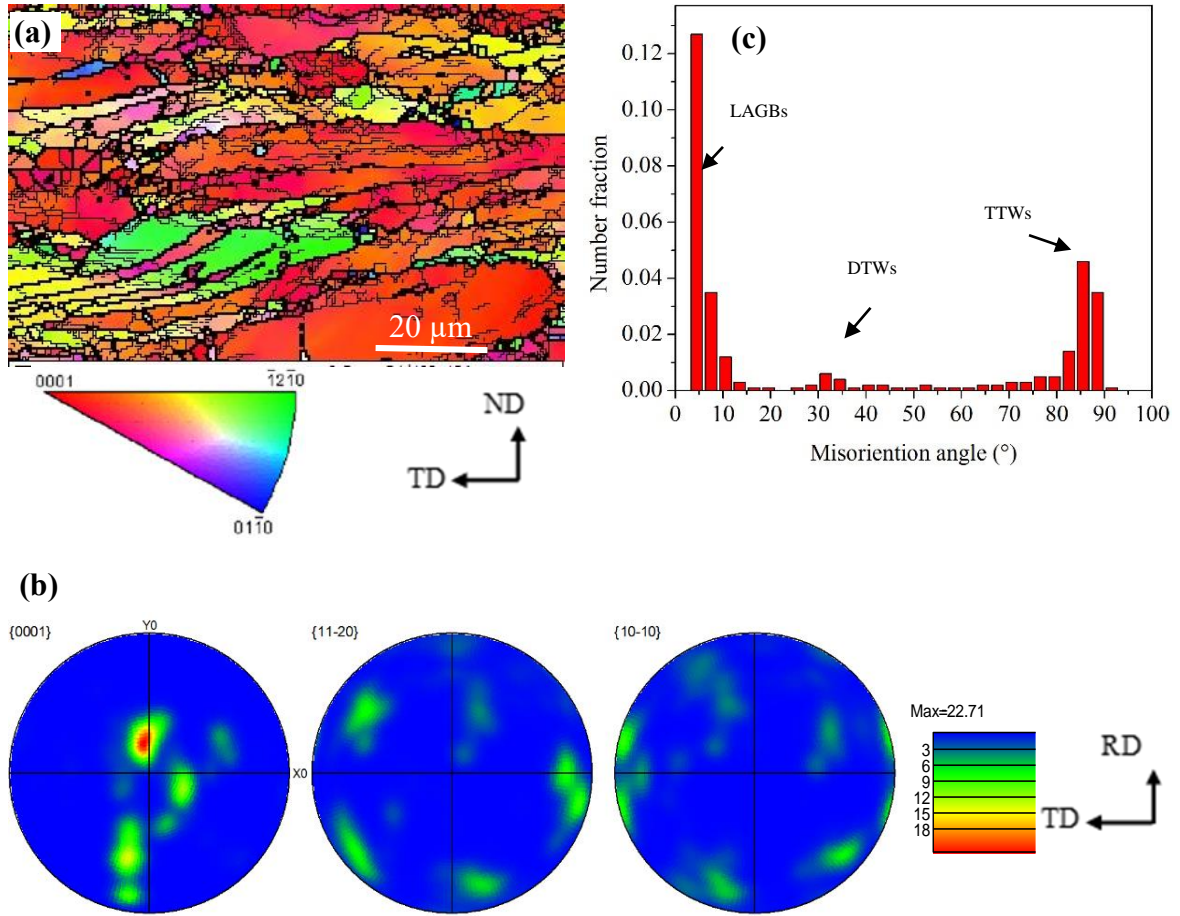 (a)
20 µm
0001
1̄21̄0
011̄0
ND
TD
(c)
0.12
0.10
0.08
0.06
0.04
0.02
0.00
Number fraction
LAGBs
DTWs
TTWs
0 10 20 30 40 50 60 70 80 90 100
Misoriention angle (°)
(b)
{0001}
Y0
X0
{11-20}
{10-10}
Max=22.71
3
6
9
12
15
18
RD
TD